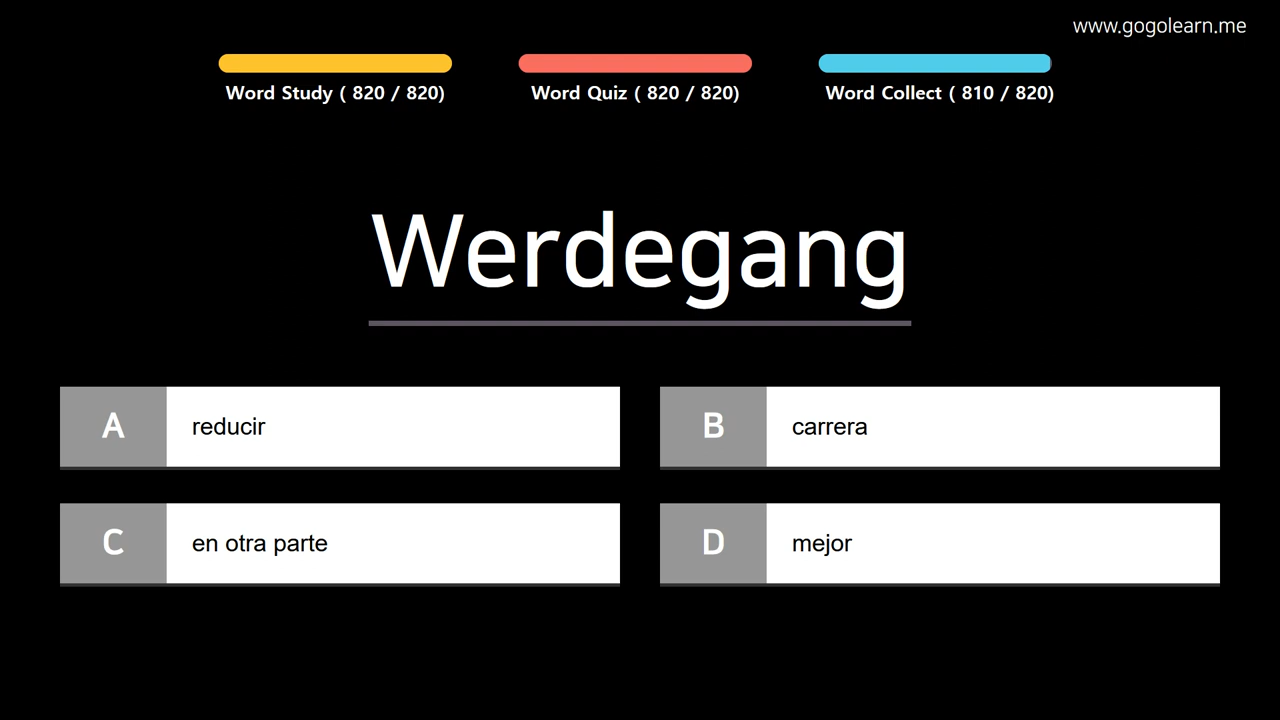 www.gogolearn.me
Word Study ( 820 / 820)
Word Quiz ( 820 / 820)
Word Collect ( 810 / 820)
Werdegang
A
reducir
B
carrera
C
en otra parte
D
mejor